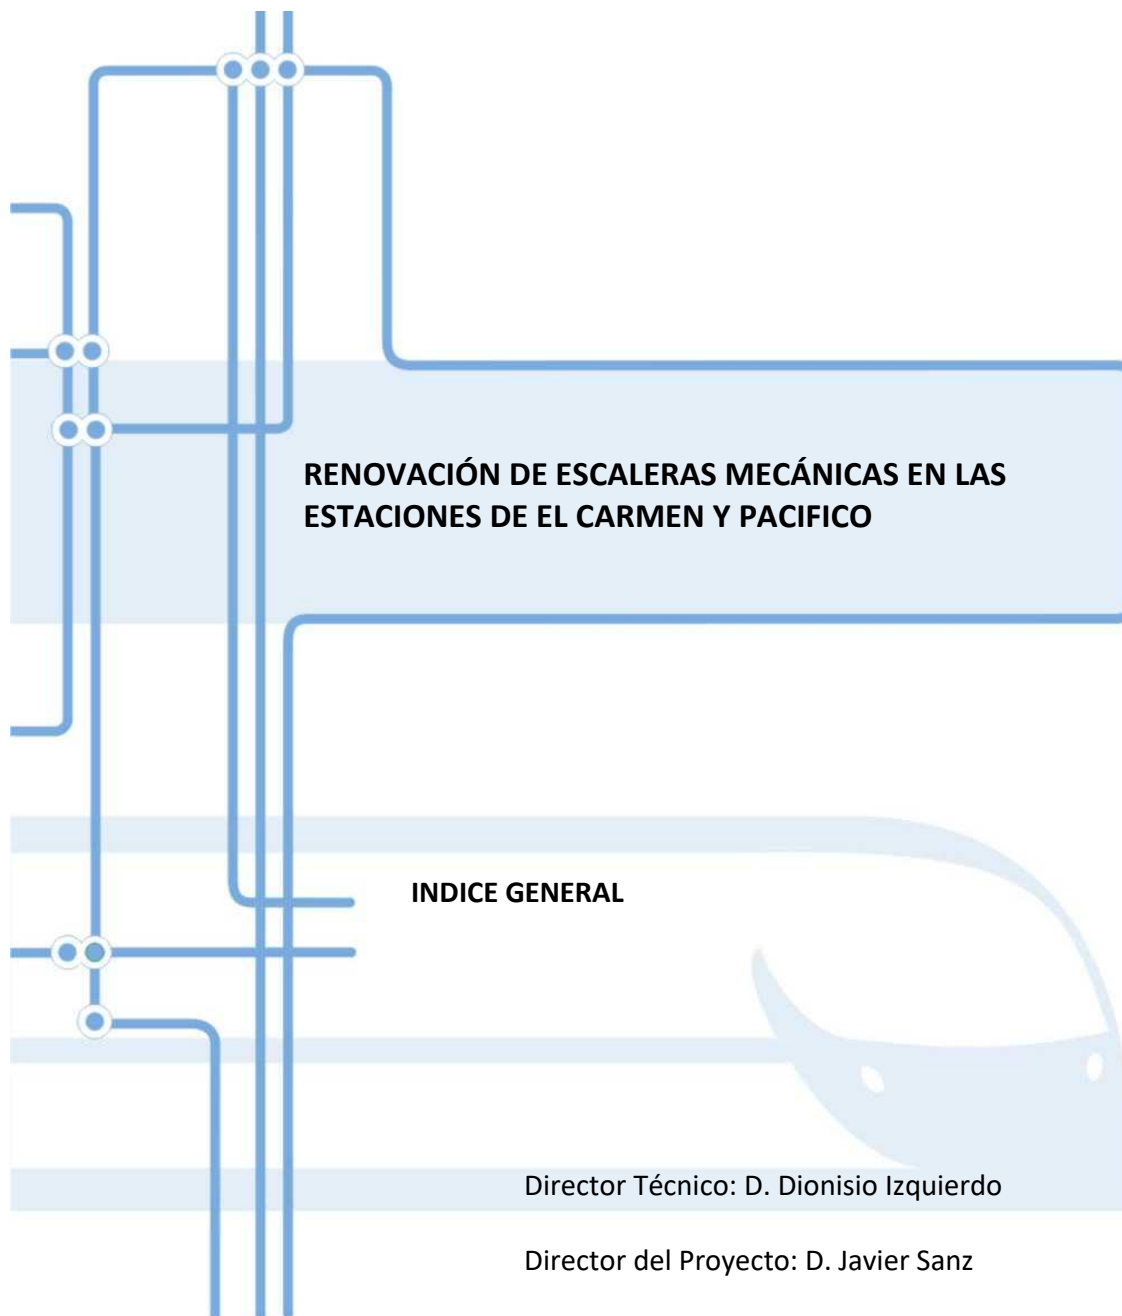 RENOVACIÓN DE ESCALERAS MECÁNICAS EN LAS
ESTACIONES DE EL CARMEN Y PACIFICO
INDICE GENERAL
Director Técnico: D. Dionisio Izquierdo
Director del Proyecto: D. Javier Sanz